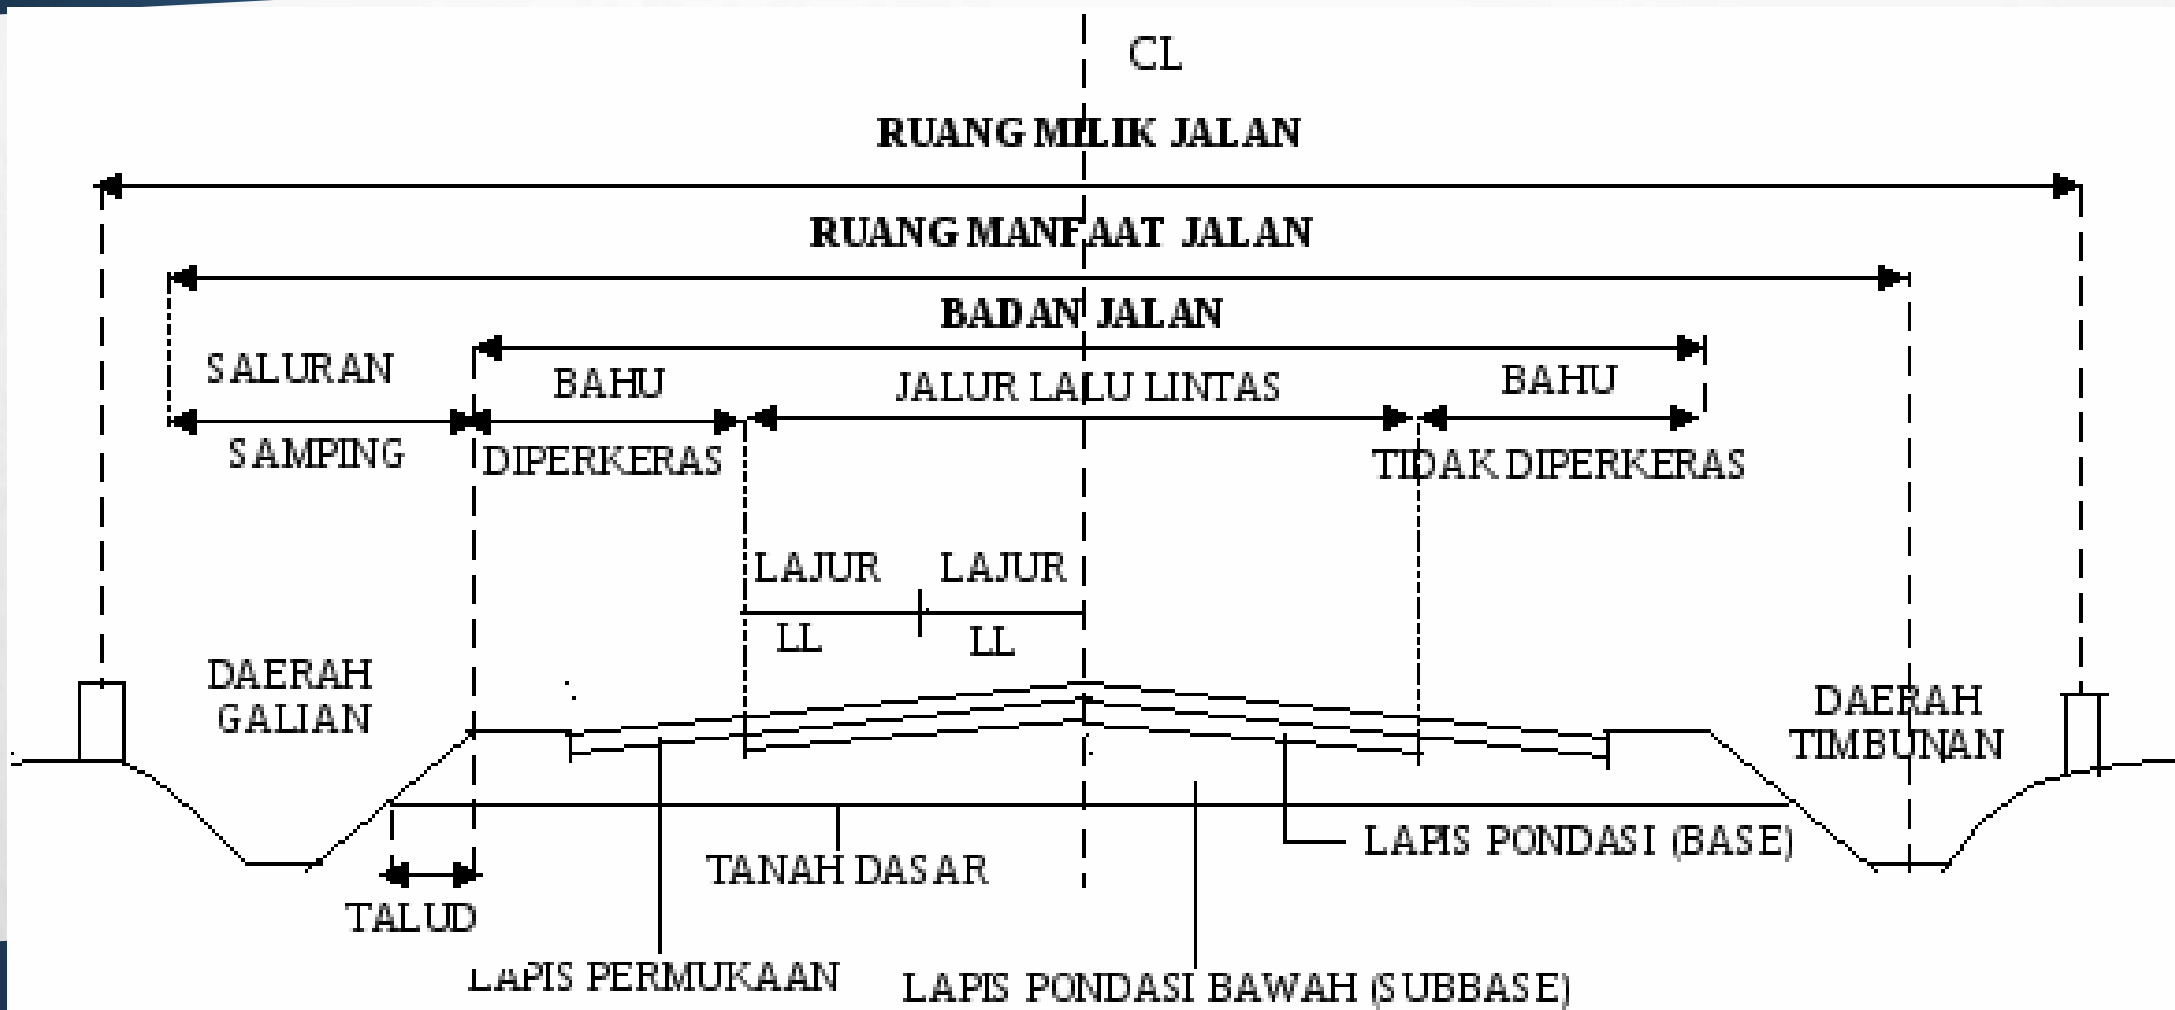 CL
RUANG MILIK JALAN
RUANG MANFAAT JALAN
BADAN JALAN
SALURAN
SAMPING
BAHU
DIPERKERAS
JALUR LALU LINTAS
BAHU
TIDAK DIPERKERAS
LAJUR
LL
LAJUR
LL
DAERAH
GALIAN
DAERAH
TIMBUNAN
LAPIS PONDASI (BASE)
TANAH DASAR
TALUD
LAPIS PERMUKAAN
LAPIS PONDASI BAWAH (SUBBASE)